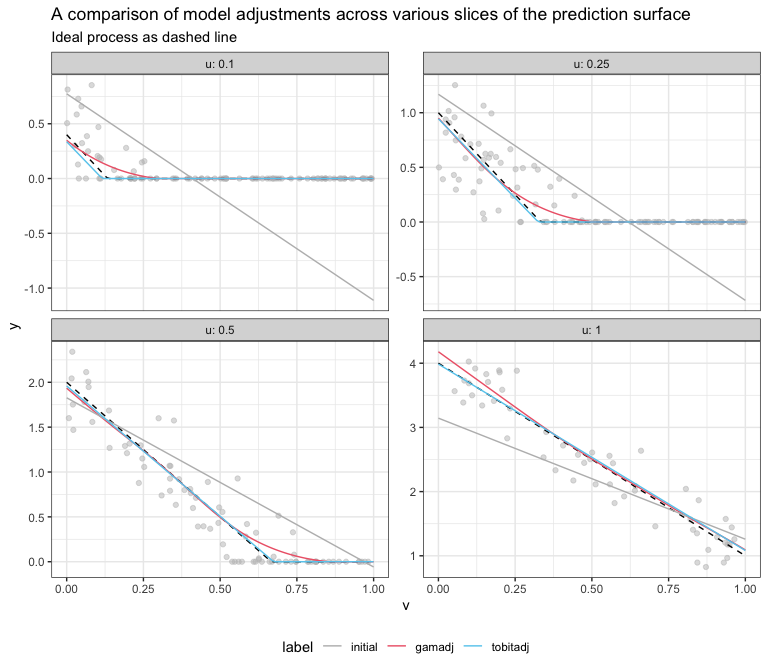 A comparison of model adjustments across various slices of the prediction surface
Ideal process as dashed line
u: 0.1
u: 0.25
0.5
0.0
-0.5
-1.0
1.0
0.5
0.0
-0.5
y
u: 0.5
u: 1
2.0
1.5
1.0
0.5
0.0
4
3
2
1
0.00 0.25 0.50 0.75 1.00
0.00 0.25 0.50 0.75 1.00
v
label initial gamadj tobitadj